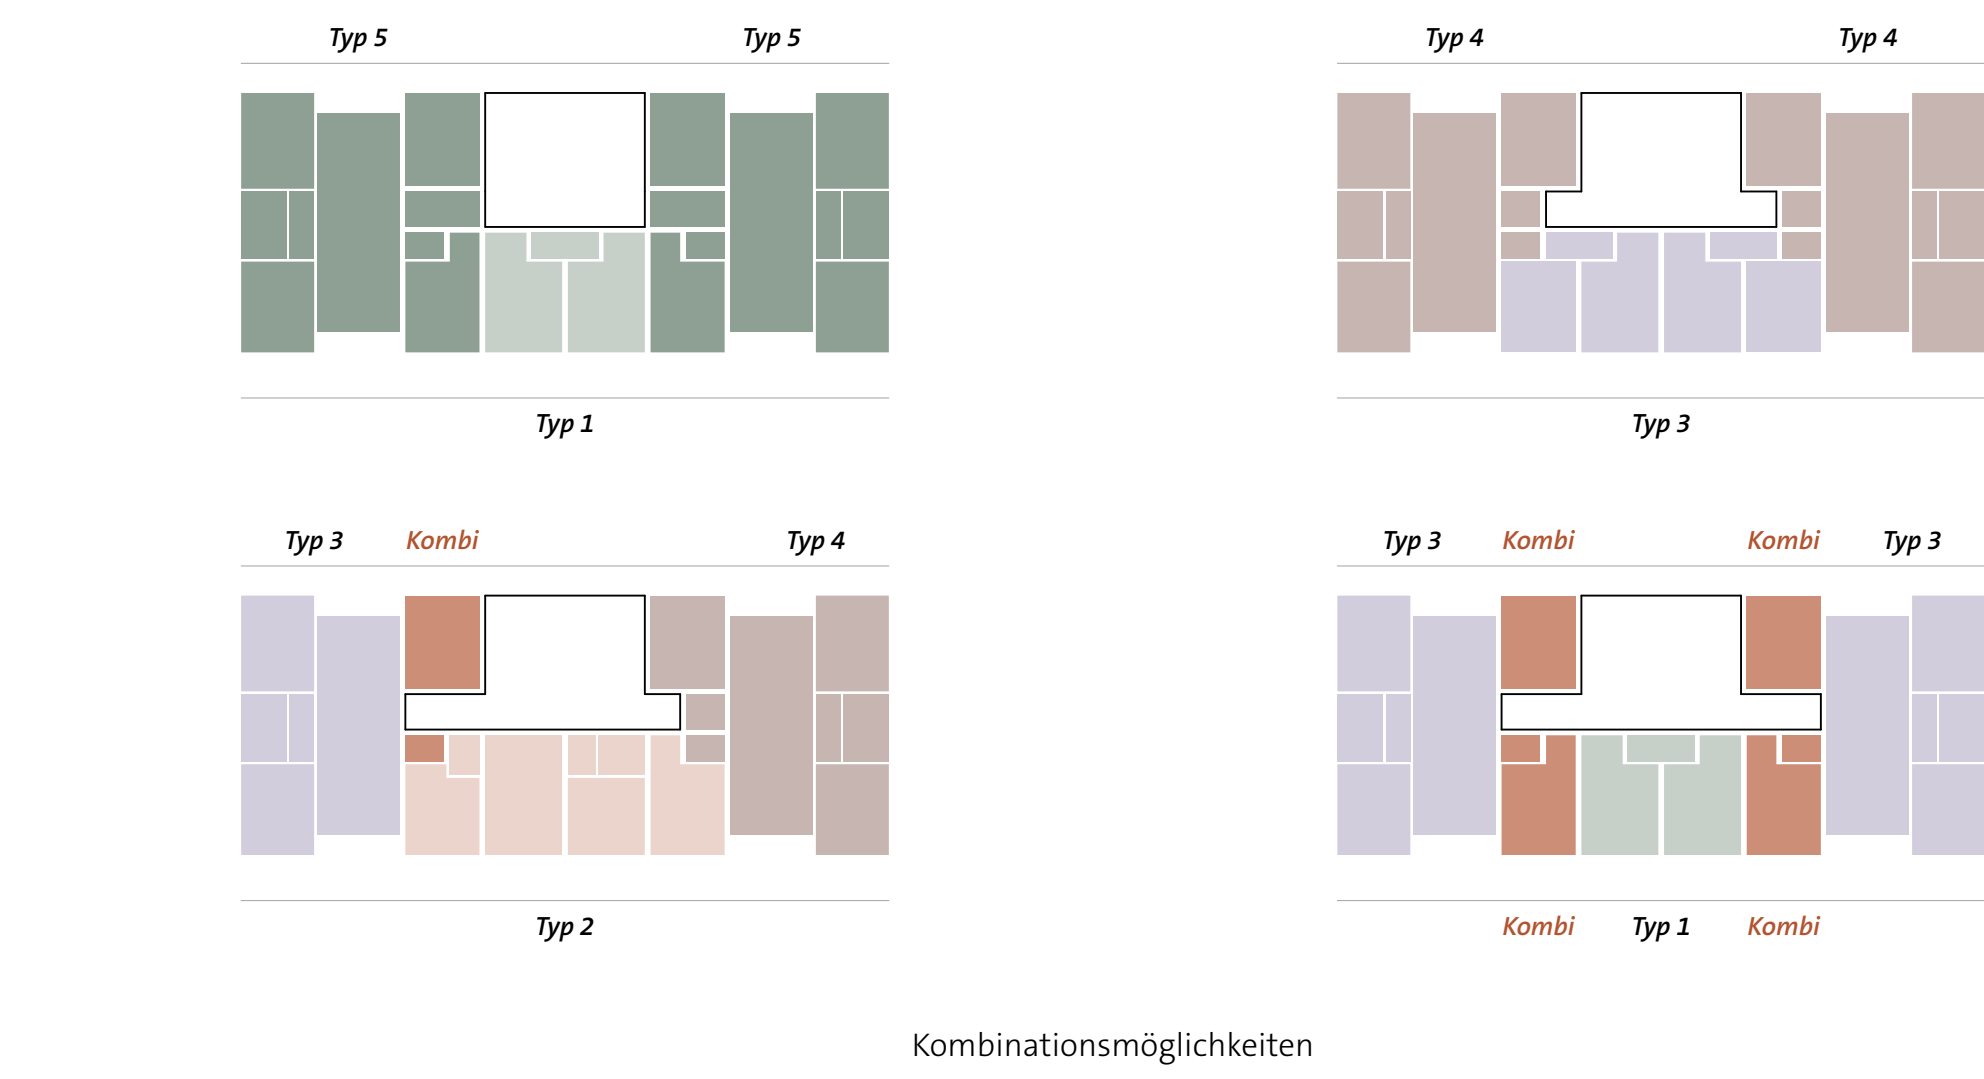 Typ 5 Typ 5 Typ 4 Typ 4
Typ 1 Typ 3
Typ 3 Kombi Typ 4 Typ 3 Kombi Kombi Typ 3
Typ 2 Kombi Typ 1 Kombi
Kombinationsmöglichkeiten